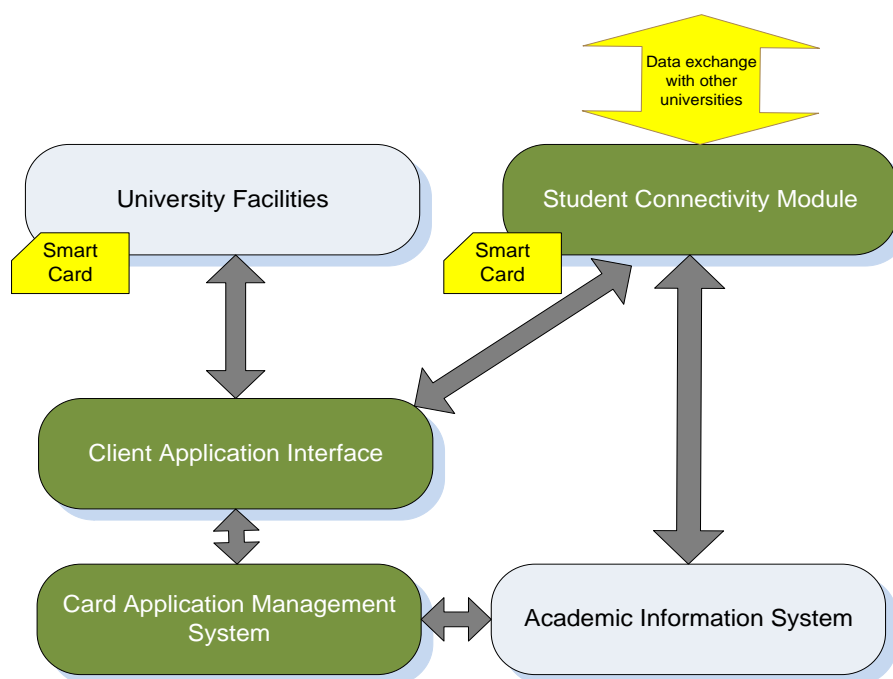 Data exchange
with other
universities
University Facilities
Student Connectivity Module
Smart
Card
Smart
Card
Client Application Interface
Card Application Management
System
Academic Information System